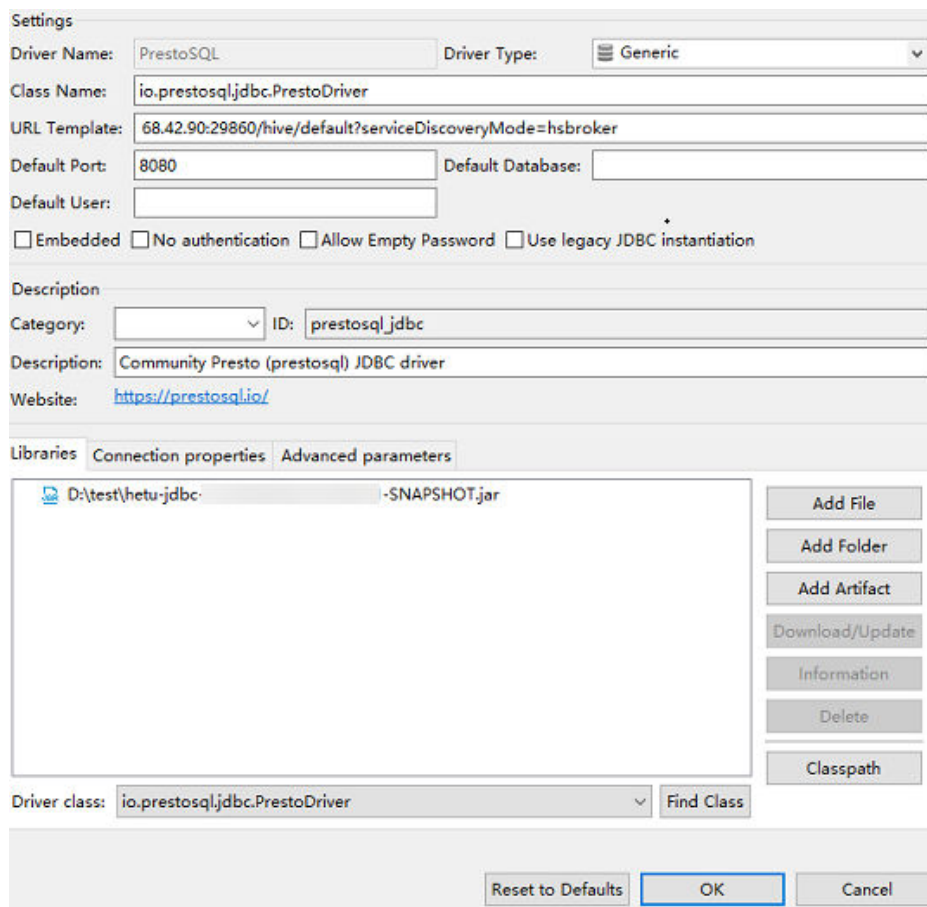 Settings
Driver Name: PrestoSQL Driver Type: Generic
Class Name: io.prestosql.jdbc.PrestoDriver
URL Template: 68.42.90:29860/hive/default?serviceDiscoveryMode=hsbroker
Default Port: 8080 Default Database:
Default User:
Embedded No authentication Allow Empty Password Use legacy JDBC instantiation
Description
Category: ID: prestosql_jdbc
Description: Community Presto (prestosql) JDBC driver
Website: https://prestosql.io/
Libraries Connection properties Advanced parameters
D:\test\hetu-jdbc- -SNAPSHOT.jar
Add File
Add Folder
Add Artifact
Download/Update
Information
Delete
Classpath
Driver class: io.prestosql.jdbc.PrestoDriver Find Class
Reset to Defaults OK Cancel